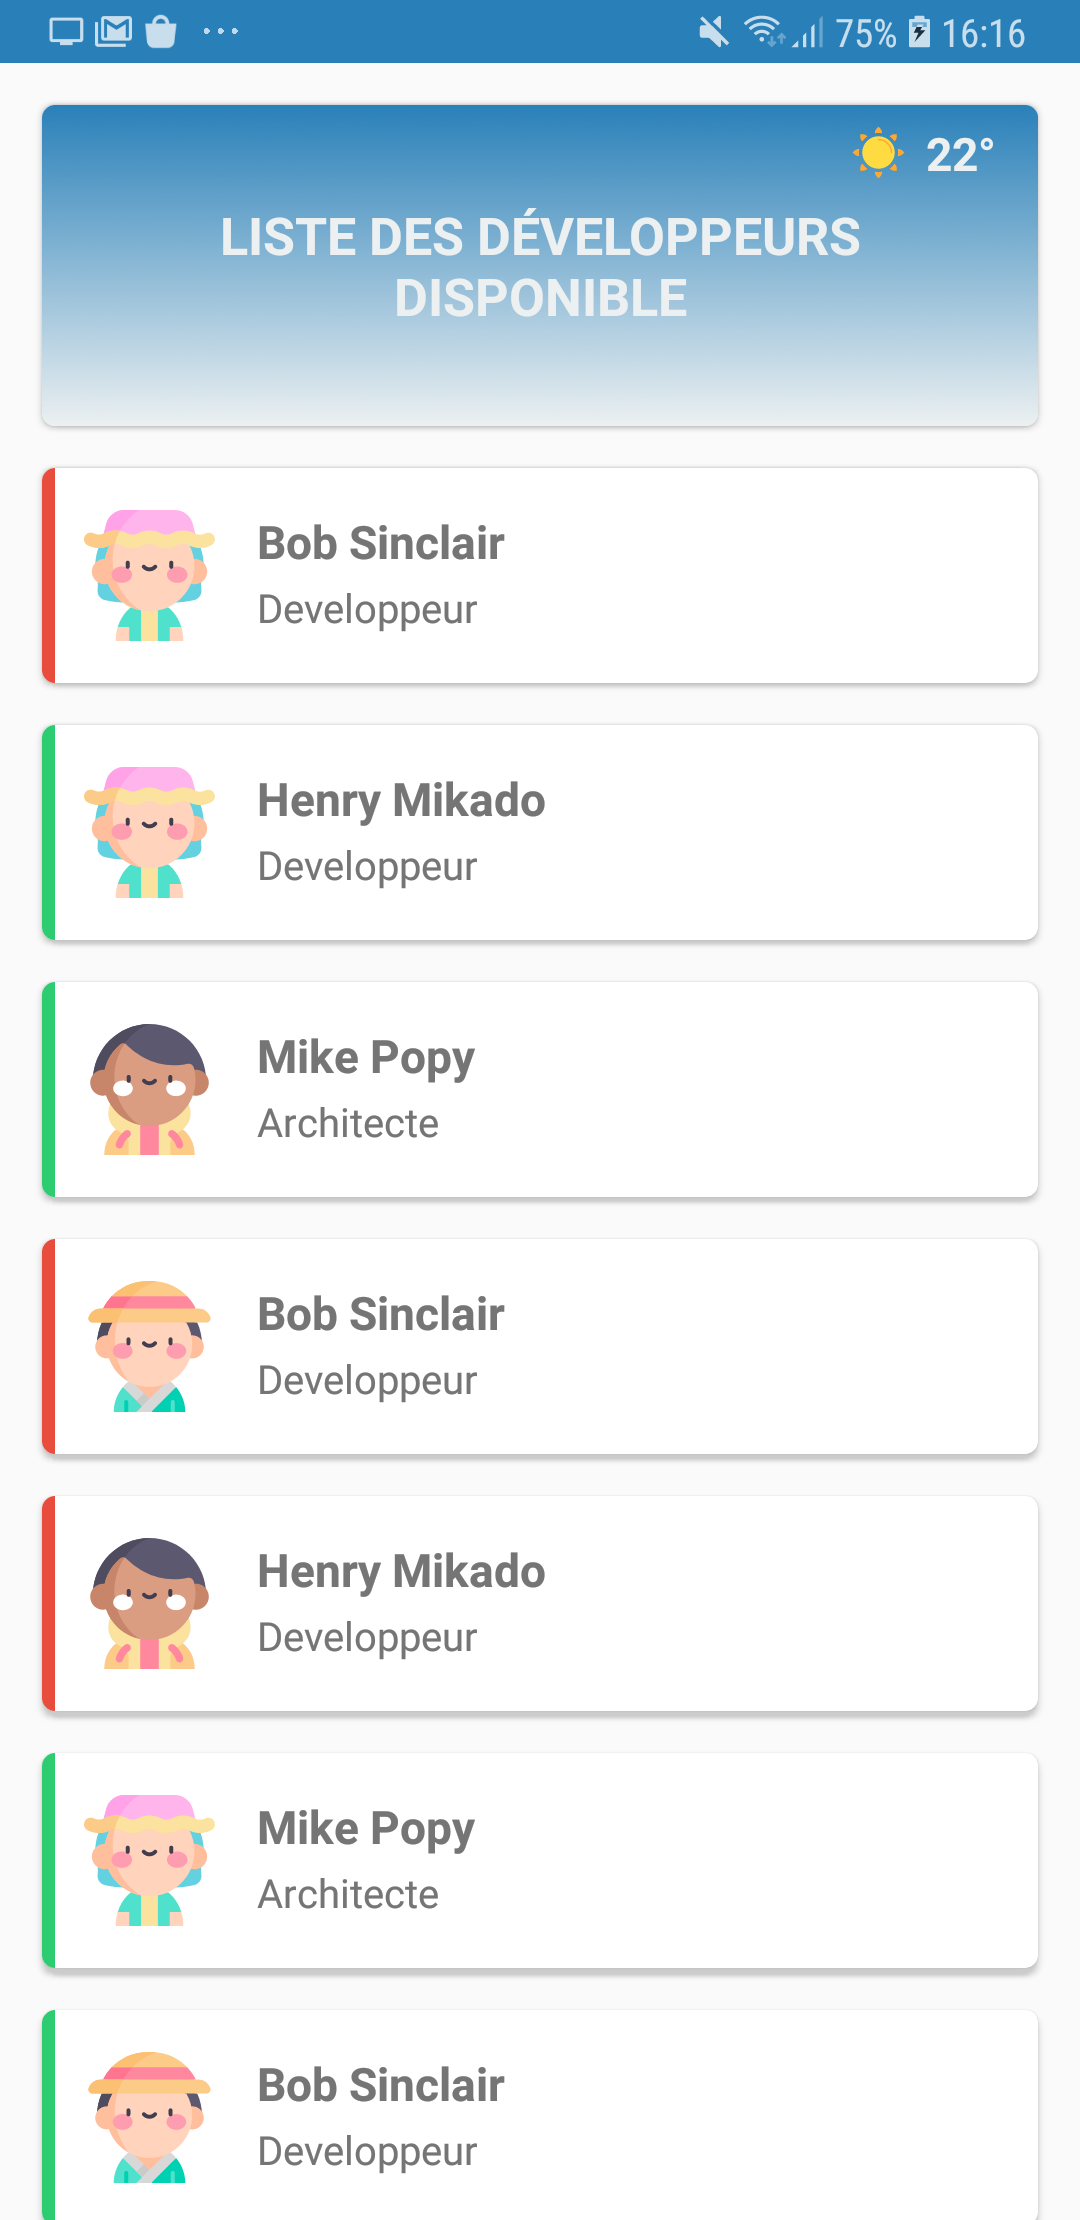 75% 16:16
22°
LISTE DES DÉVELOPPEURS
DISPONIBLE
Bob Sinclair
Developpeur
Henry Mikado
Developpeur
Mike Popy
Architecte
Bob Sinclair
Developpeur
Henry Mikado
Developpeur
Mike Popy
Architecte
Bob Sinclair
Developpeur